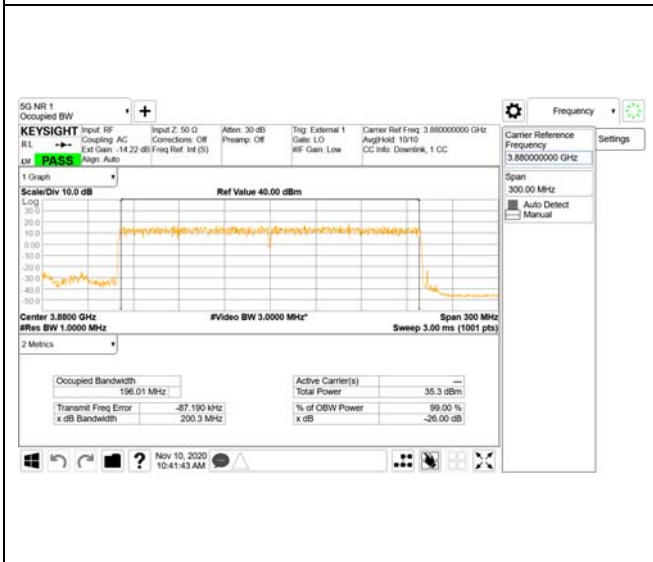 5G NR 1
Occupied BW
Frequency
KEYSIGHT
Input: RF
Coupling: AC
Ext Gain: -14.22 dB
Align: Auto
Input Z: 50 Ω
Corrections: Off
Freq Ref: Int (S)
Atten: 30 dB
Preamp: Off
Trig: External 1
Gate: LO
#IF Gain: Low
Carrier Ref Freq: 3.880000000 GHz
Avg|Hold: 10/10
CC Info: Downlink, 1 CC
R L
PASS
Carrier Reference
Frequency
3.880000000 GHz
Settings
Span
300.00 MHz
Auto Detect
Manual
1 Graph
Scale/Div 10.0 dB
Ref Value 40.00 dBm
Log
30.0
20.0
10.0
0.00
-10.0
-20.0
-30.0
-40.0
-50.0
Center 3.8800 GHz
#Video BW 3.0000 MHz*
Span 300 MHz
#Res BW 1.0000 MHz
Sweep 3.00 ms (1001 pts)
2 Metrics
Occupied Bandwidth
196.01 MHz
Active Carrier(s)
---
Total Power
35.3 dBm
Transmit Freq Error
-87.190 kHz
% of OBW Power
99.00 %
x dB Bandwidth
200.3 MHz
x dB
-26.00 dB
Nov 10, 2020
10:41:43 AM